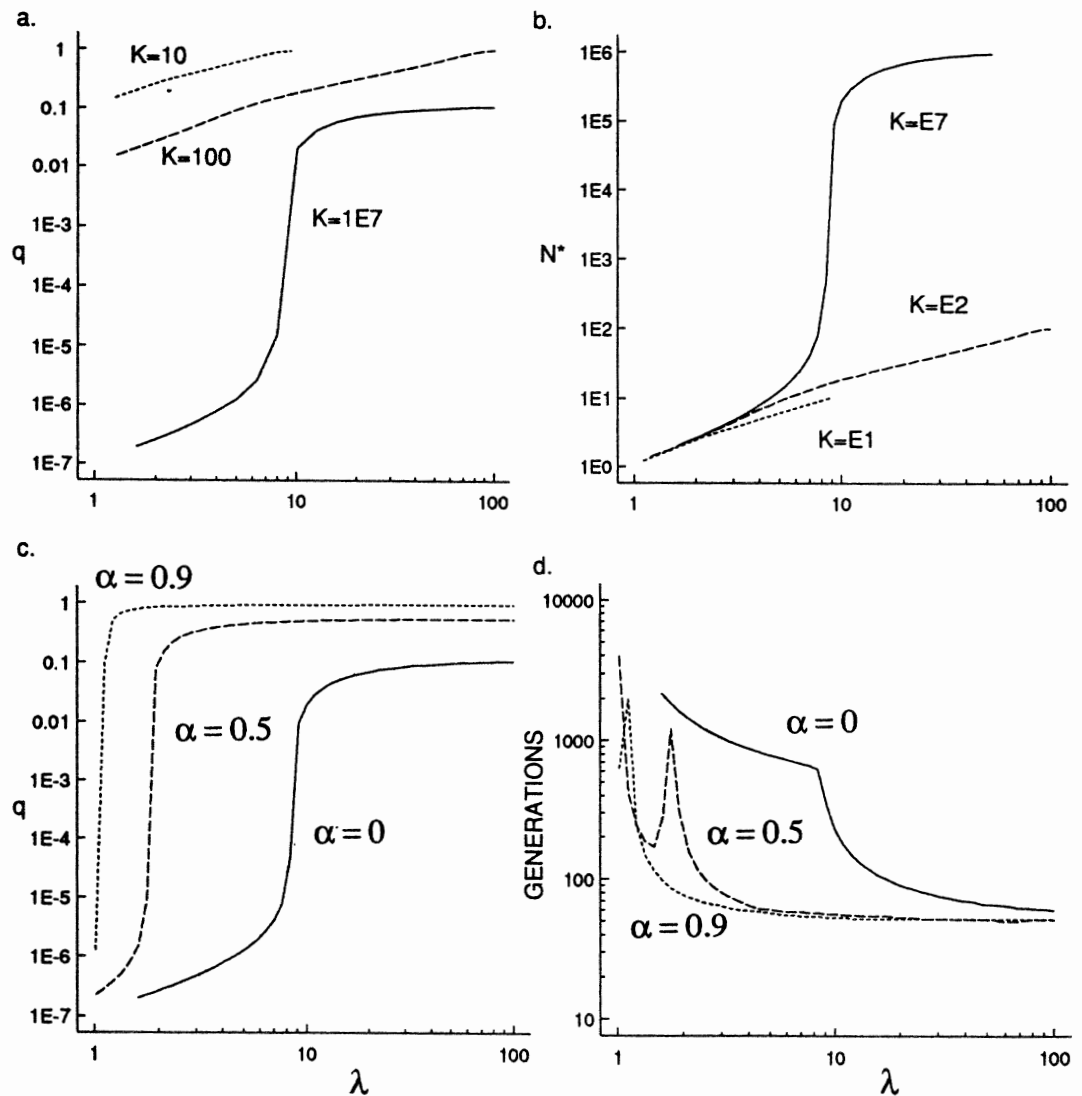 a.
1
0.1
0.01
1E-3
1E-4
1E-5
1E-6
1E-7
q
K=10
K=100
K=1E7
1
10
100
b.
1E6
1E5
1E4
1E3
1E2
1E1
1E0
N*
K=E7
K=E2
K=E1
1
10
100
c.
1
0.1
0.01
1E-3
1E-4
1E-5
1E-6
1E-7
q
α = 0.9
α = 0.5
α = 0
1
10
100
λ
d.
10000
1000
100
10
GENERATIONS
α = 0
α = 0.5
α = 0.9
1
10
100
λ